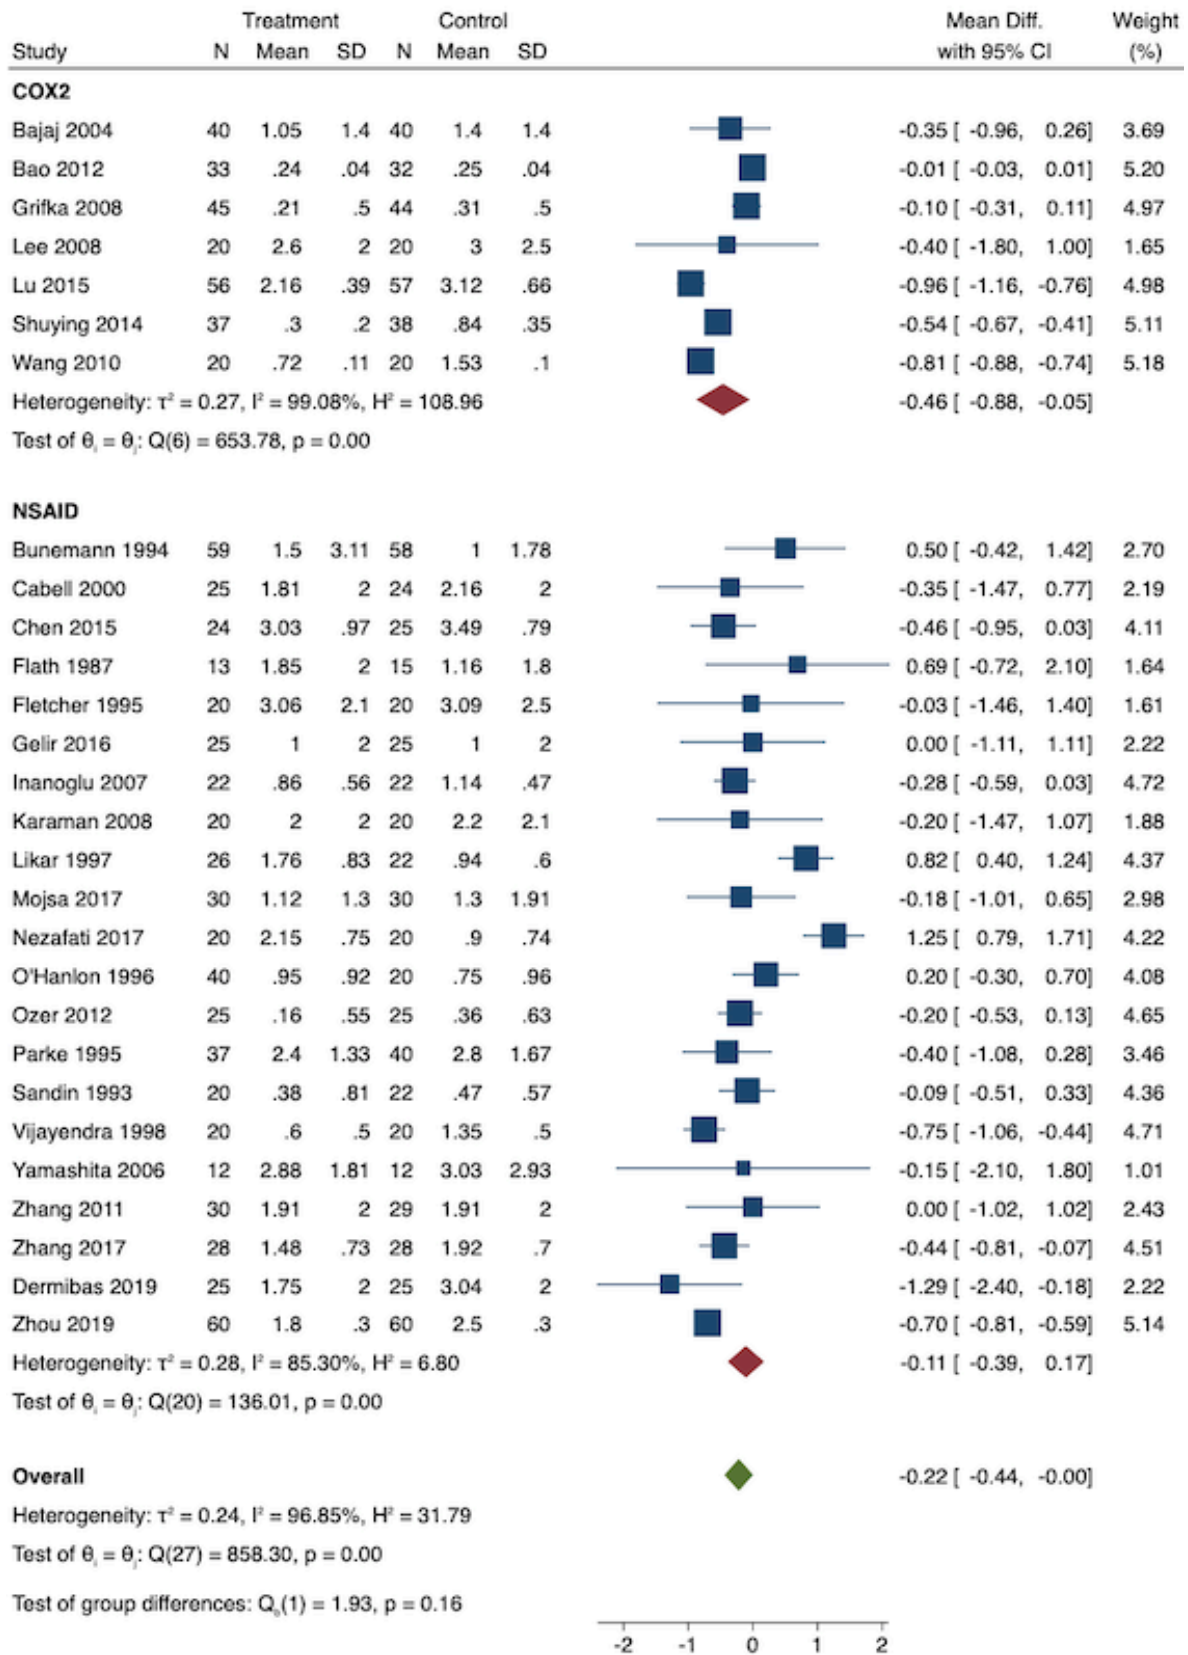 Treatment Control Mean Diff. Weight
Study N Mean SD N Mean SD with 95% CI (%)
COX2
Bajaj 2004 40 1.05 1.4 40 1.4 1.4 -0.35 [ -0.96, 0.26] 3.69
Bao 2012 33 .24 .04 32 .25 .04 -0.01 [ -0.03, 0.01] 5.20
Grifka 2008 45 .21 .5 44 .31 .5 -0.10 [ -0.31, 0.11] 4.97
Lee 2008 20 2.6 2 20 3 2.5 -0.40 [ -1.80, 1.00] 1.65
Lu 2015 56 2.16 .39 57 3.12 .66 -0.96 [ -1.16, -0.76] 4.98
Shuying 2014 37 .3 .2 38 .84 .35 -0.54 [ -0.67, -0.41] 5.11
Wang 2010 20 .72 .11 20 1.53 .1 -0.81 [ -0.88, -0.74] 5.18
Heterogeneity: τ² = 0.27, I² = 99.08%, H² = 108.96 -0.46 [ -0.88, -0.05]
Test of θᵢ = θⱼ: Q(6) = 653.78, p = 0.00
NSAID
Bunemann 1994 59 1.5 3.11 58 1 1.78 0.50 [ -0.42, 1.42] 2.70
Cabell 2000 25 1.81 2 24 2.16 2 -0.35 [ -1.47, 0.77] 2.19
Chen 2015 24 3.03 .97 25 3.49 .79 -0.46 [ -0.95, 0.03] 4.11
Flath 1987 13 1.85 2 15 1.16 1.8 0.69 [ -0.72, 2.10] 1.64
Fletcher 1995 20 3.06 2.1 20 3.09 2.5 -0.03 [ -1.46, 1.40] 1.61
Gelir 2016 25 1 2 25 1 2 0.00 [ -1.11, 1.11] 2.22
Inanoglu 2007 22 .86 .56 22 1.14 .47 -0.28 [ -0.59, 0.03] 4.72
Karaman 2008 20 2 2 20 2.2 2.1 -0.20 [ -1.47, 1.07] 1.88
Likar 1997 26 1.76 .83 22 .94 .6 0.82 [ 0.40, 1.24] 4.37
Mojsa 2017 30 1.12 1.3 30 1.3 1.91 -0.18 [ -1.01, 0.65] 2.98
Nezafati 2017 20 2.15 .75 20 .9 .74 1.25 [ 0.79, 1.71] 4.22
O'Hanlon 1996 40 .95 .92 20 .75 .96 0.20 [ -0.30, 0.70] 4.08
Ozer 2012 25 .16 .55 25 .36 .63 -0.20 [ -0.53, 0.13] 4.65
Parke 1995 37 2.4 1.33 40 2.8 1.67 -0.40 [ -1.08, 0.28] 3.46
Sandin 1993 20 .38 .81 22 .47 .57 -0.09 [ -0.51, 0.33] 4.36
Vijayendra 1998 20 .6 .5 20 1.35 .5 -0.75 [ -1.06, -0.44] 4.71
Yamashita 2006 12 2.88 1.81 12 3.03 2.93 -0.15 [ -2.10, 1.80] 1.01
Zhang 2011 30 1.91 2 29 1.91 2 0.00 [ -1.02, 1.02] 2.43
Zhang 2017 28 1.48 .73 28 1.92 .7 -0.44 [ -0.81, -0.07] 4.51
Dermibas 2019 25 1.75 2 25 3.04 2 -1.29 [ -2.40, -0.18] 2.22
Zhou 2019 60 1.8 .3 60 2.5 .3 -0.70 [ -0.81, -0.59] 5.14
Heterogeneity: τ² = 0.28, I² = 85.30%, H² = 6.80 -0.11 [ -0.39, 0.17]
Test of θᵢ = θⱼ: Q(20) = 136.01, p = 0.00
Overall -0.22 [ -0.44, -0.00]
Heterogeneity: τ² = 0.24, I² = 96.85%, H² = 31.79
Test of θᵢ = θⱼ: Q(27) = 858.30, p = 0.00
Test of group differences: Q_b(1) = 1.93, p = 0.16
-2 -1 0 1 2